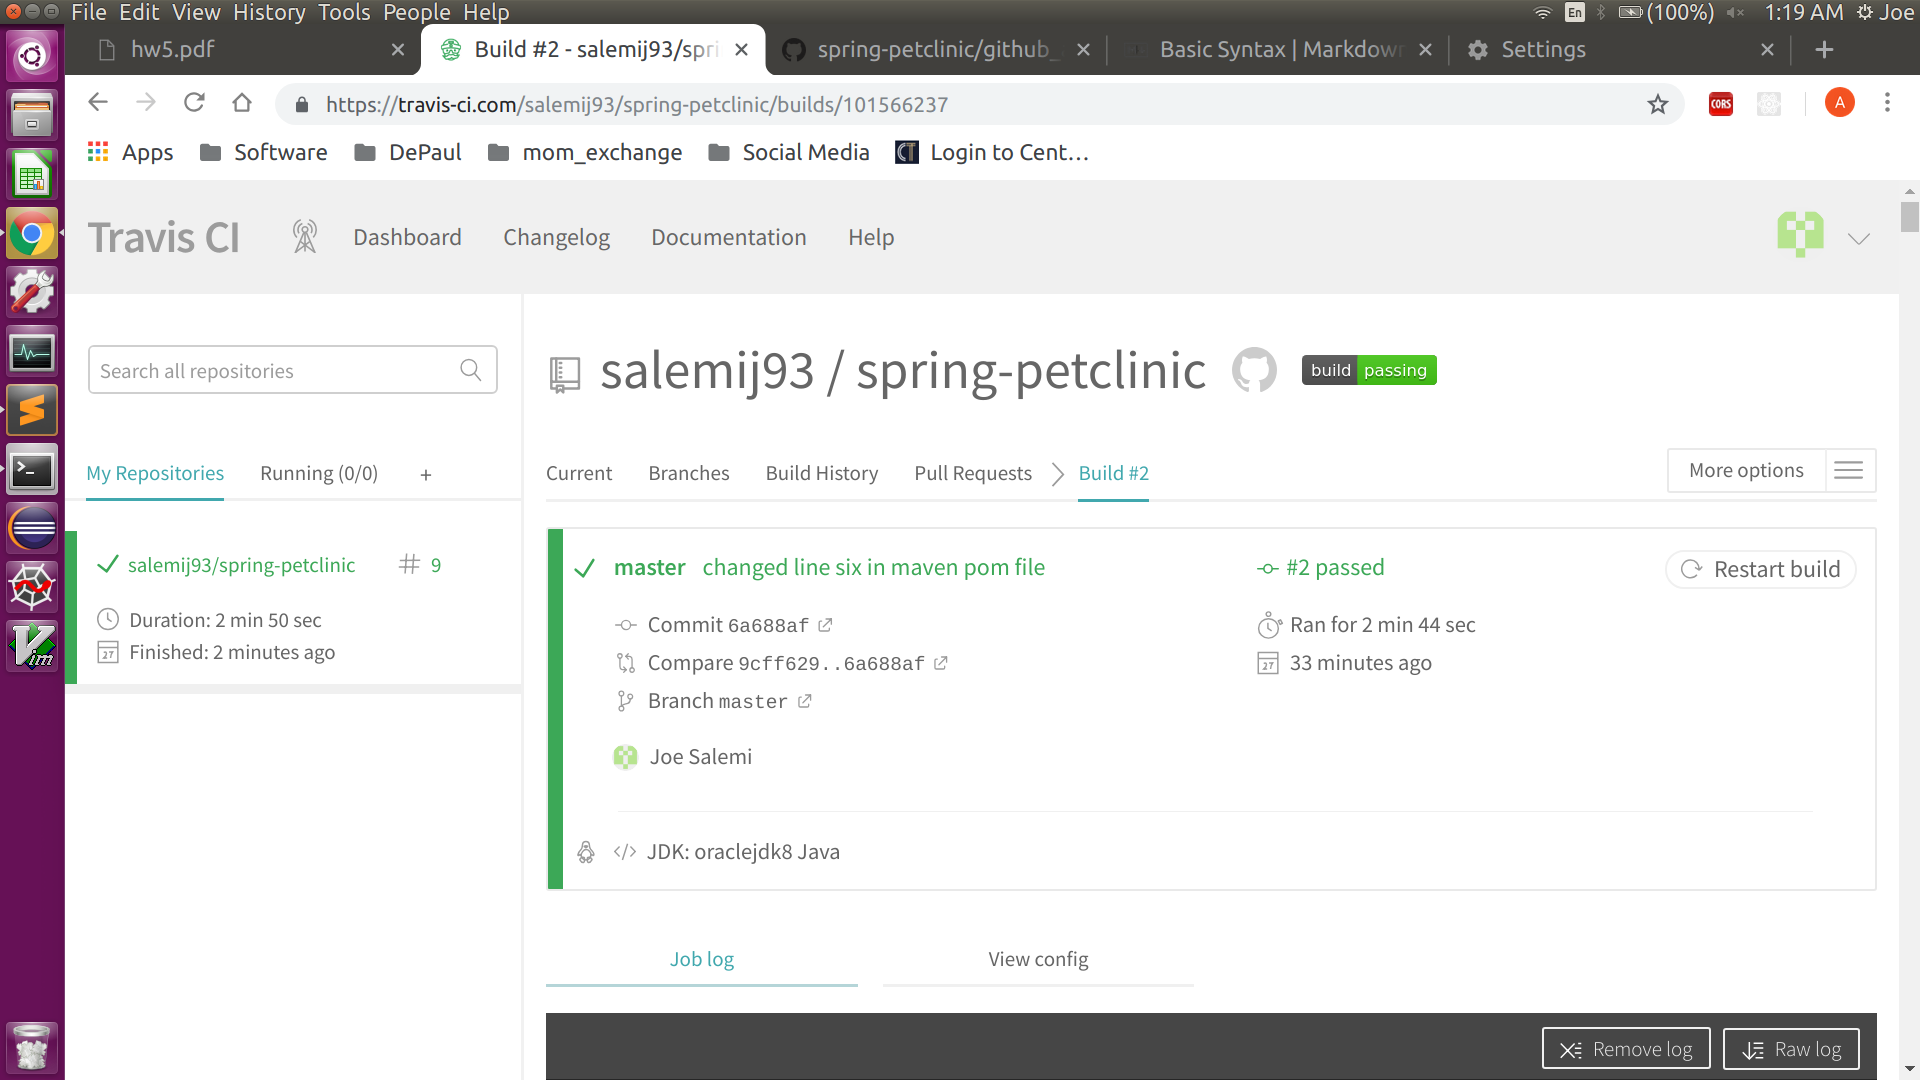 File Edit View History Tools People Help
En (100%) 1:19 AM Joe
hw5.pdf
Build #2 - salemij93/spri
spring-petclinic/github_
Basic Syntax | Markdown
Settings
https://travis-ci.com/salemij93/spring-petclinic/builds/101566237
CORS
A
Apps Software DePaul mom_exchange Social Media Login to Cent...
Travis CI Dashboard Changelog Documentation Help
Search all repositories
salemij93 / spring-petclinic build passing
My Repositories Running (0/0) +
Current Branches Build History Pull Requests Build #2 More options
salemij93/spring-petclinic # 9
Duration: 2 min 50 sec
Finished: 2 minutes ago
master changed line six in maven pom file
#2 passed
Restart build
Commit 6a688af
Ran for 2 min 44 sec
Compare 9cff629..6a688af
33 minutes ago
Branch master
Joe Salemi
</> JDK: oraclejdk8 Java
Job log View config
Remove log Raw log